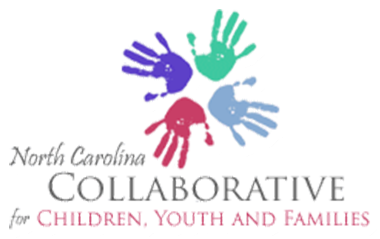 North Carolina
COLLABORATIVE
for CHILDREN, YOUTH AND FAMILIES